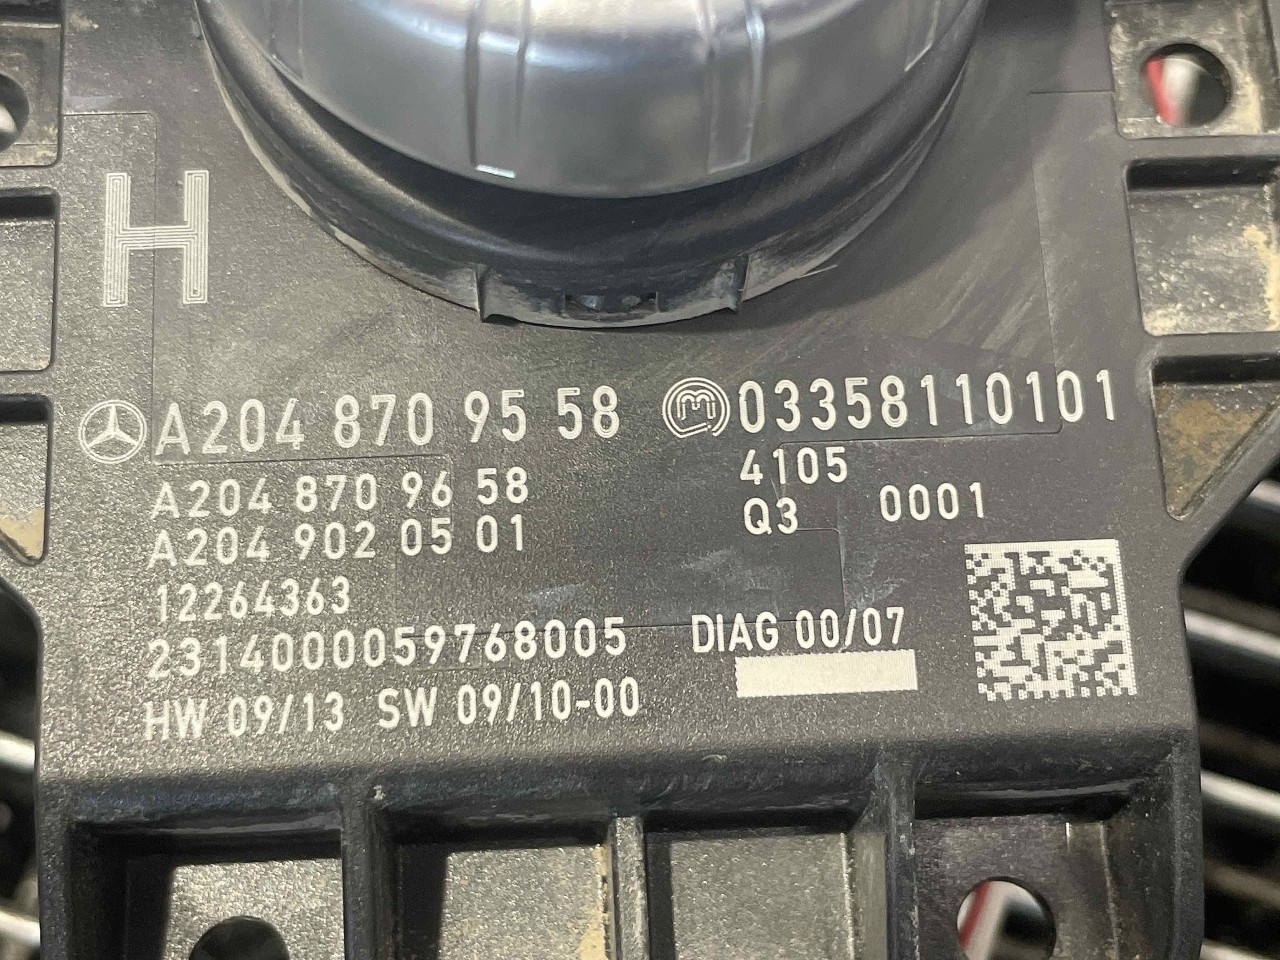 H
A204 870 95 58 M 03358110101
A204 870 96 58 4105
A204 902 05 01 Q3 0001
12264363
2314000059768005 DIAG 00/07
HW 09/13 SW 09/10-00